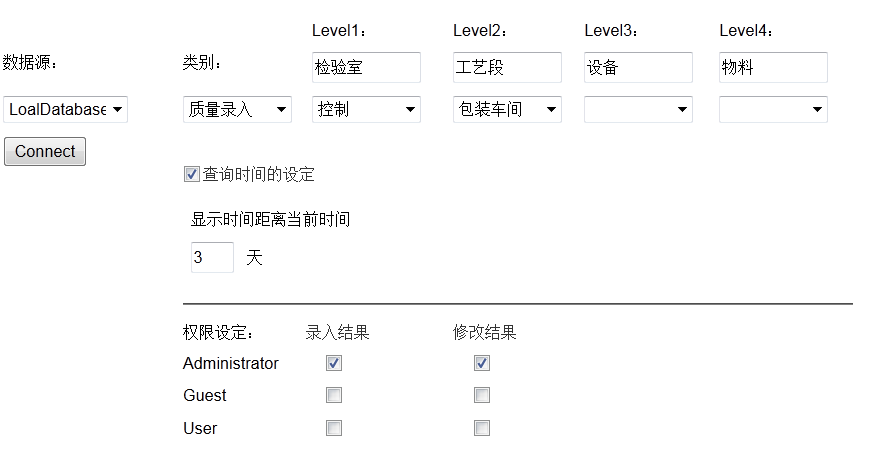 Level1： Level2： Level3： Level4：
数据源： 类别： 检验室 工艺段 设备 物料
LoalDatabase 质量录入 控制 包装车间
Connect
查询时间的设定
显示时间距离当前时间
3 天
权限设定： 录入结果 修改结果
Administrator
Guest
User